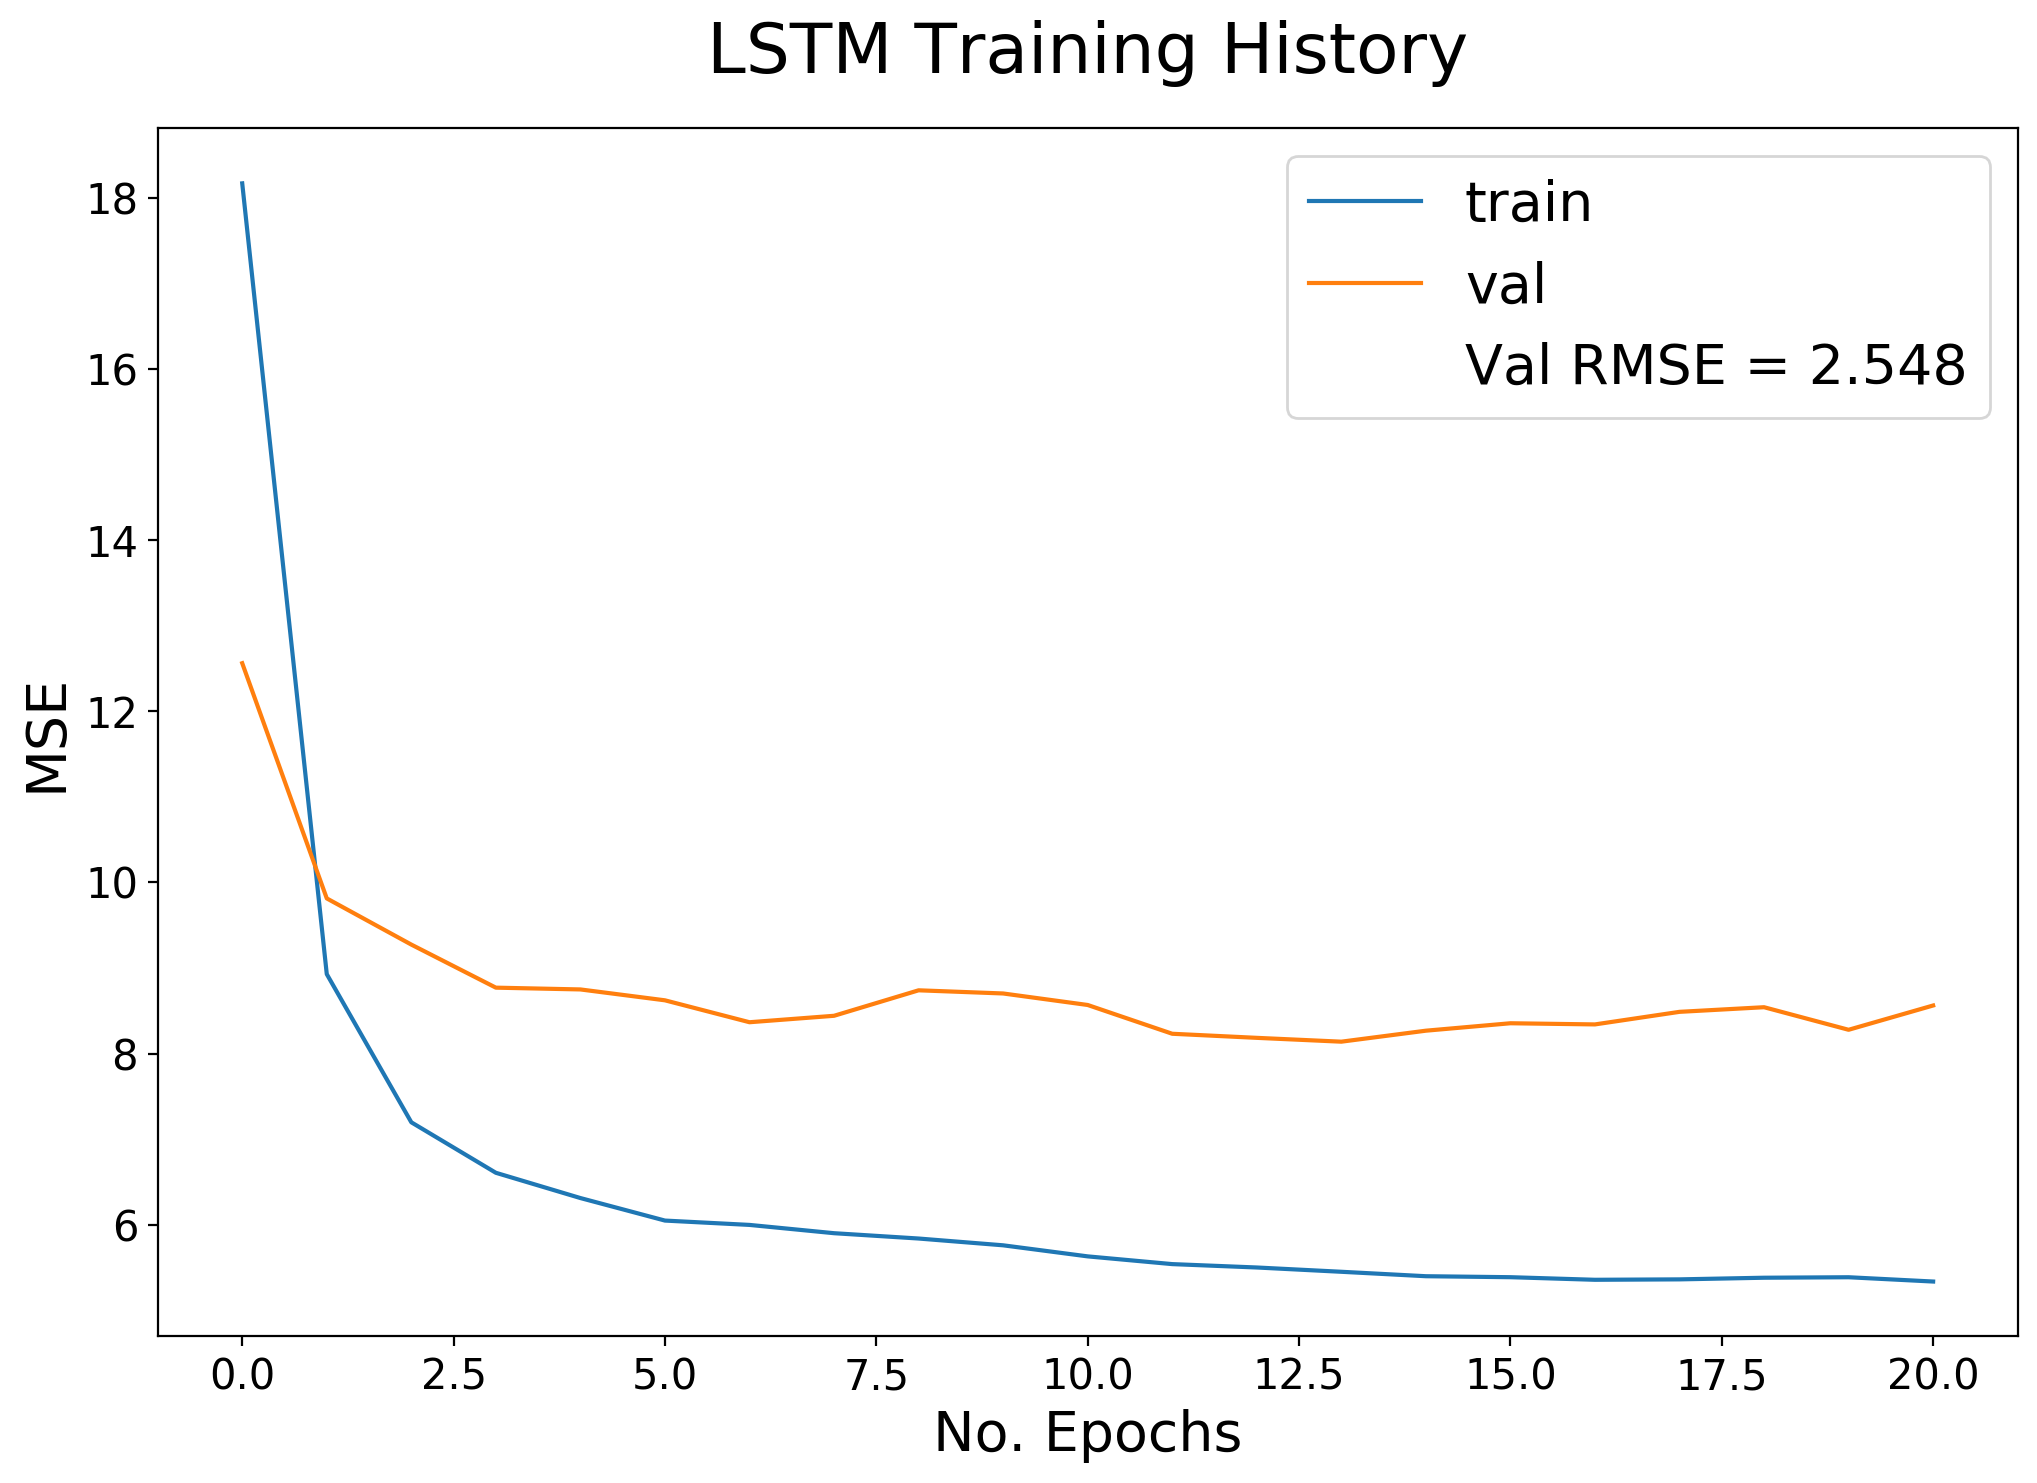 LSTM Training History
train
val
Val RMSE = 2.548
18
16
14
12
10
8
6
MSE
0.0 2.5 5.0 7.5 10.0 12.5 15.0 17.5 20.0
No. Epochs